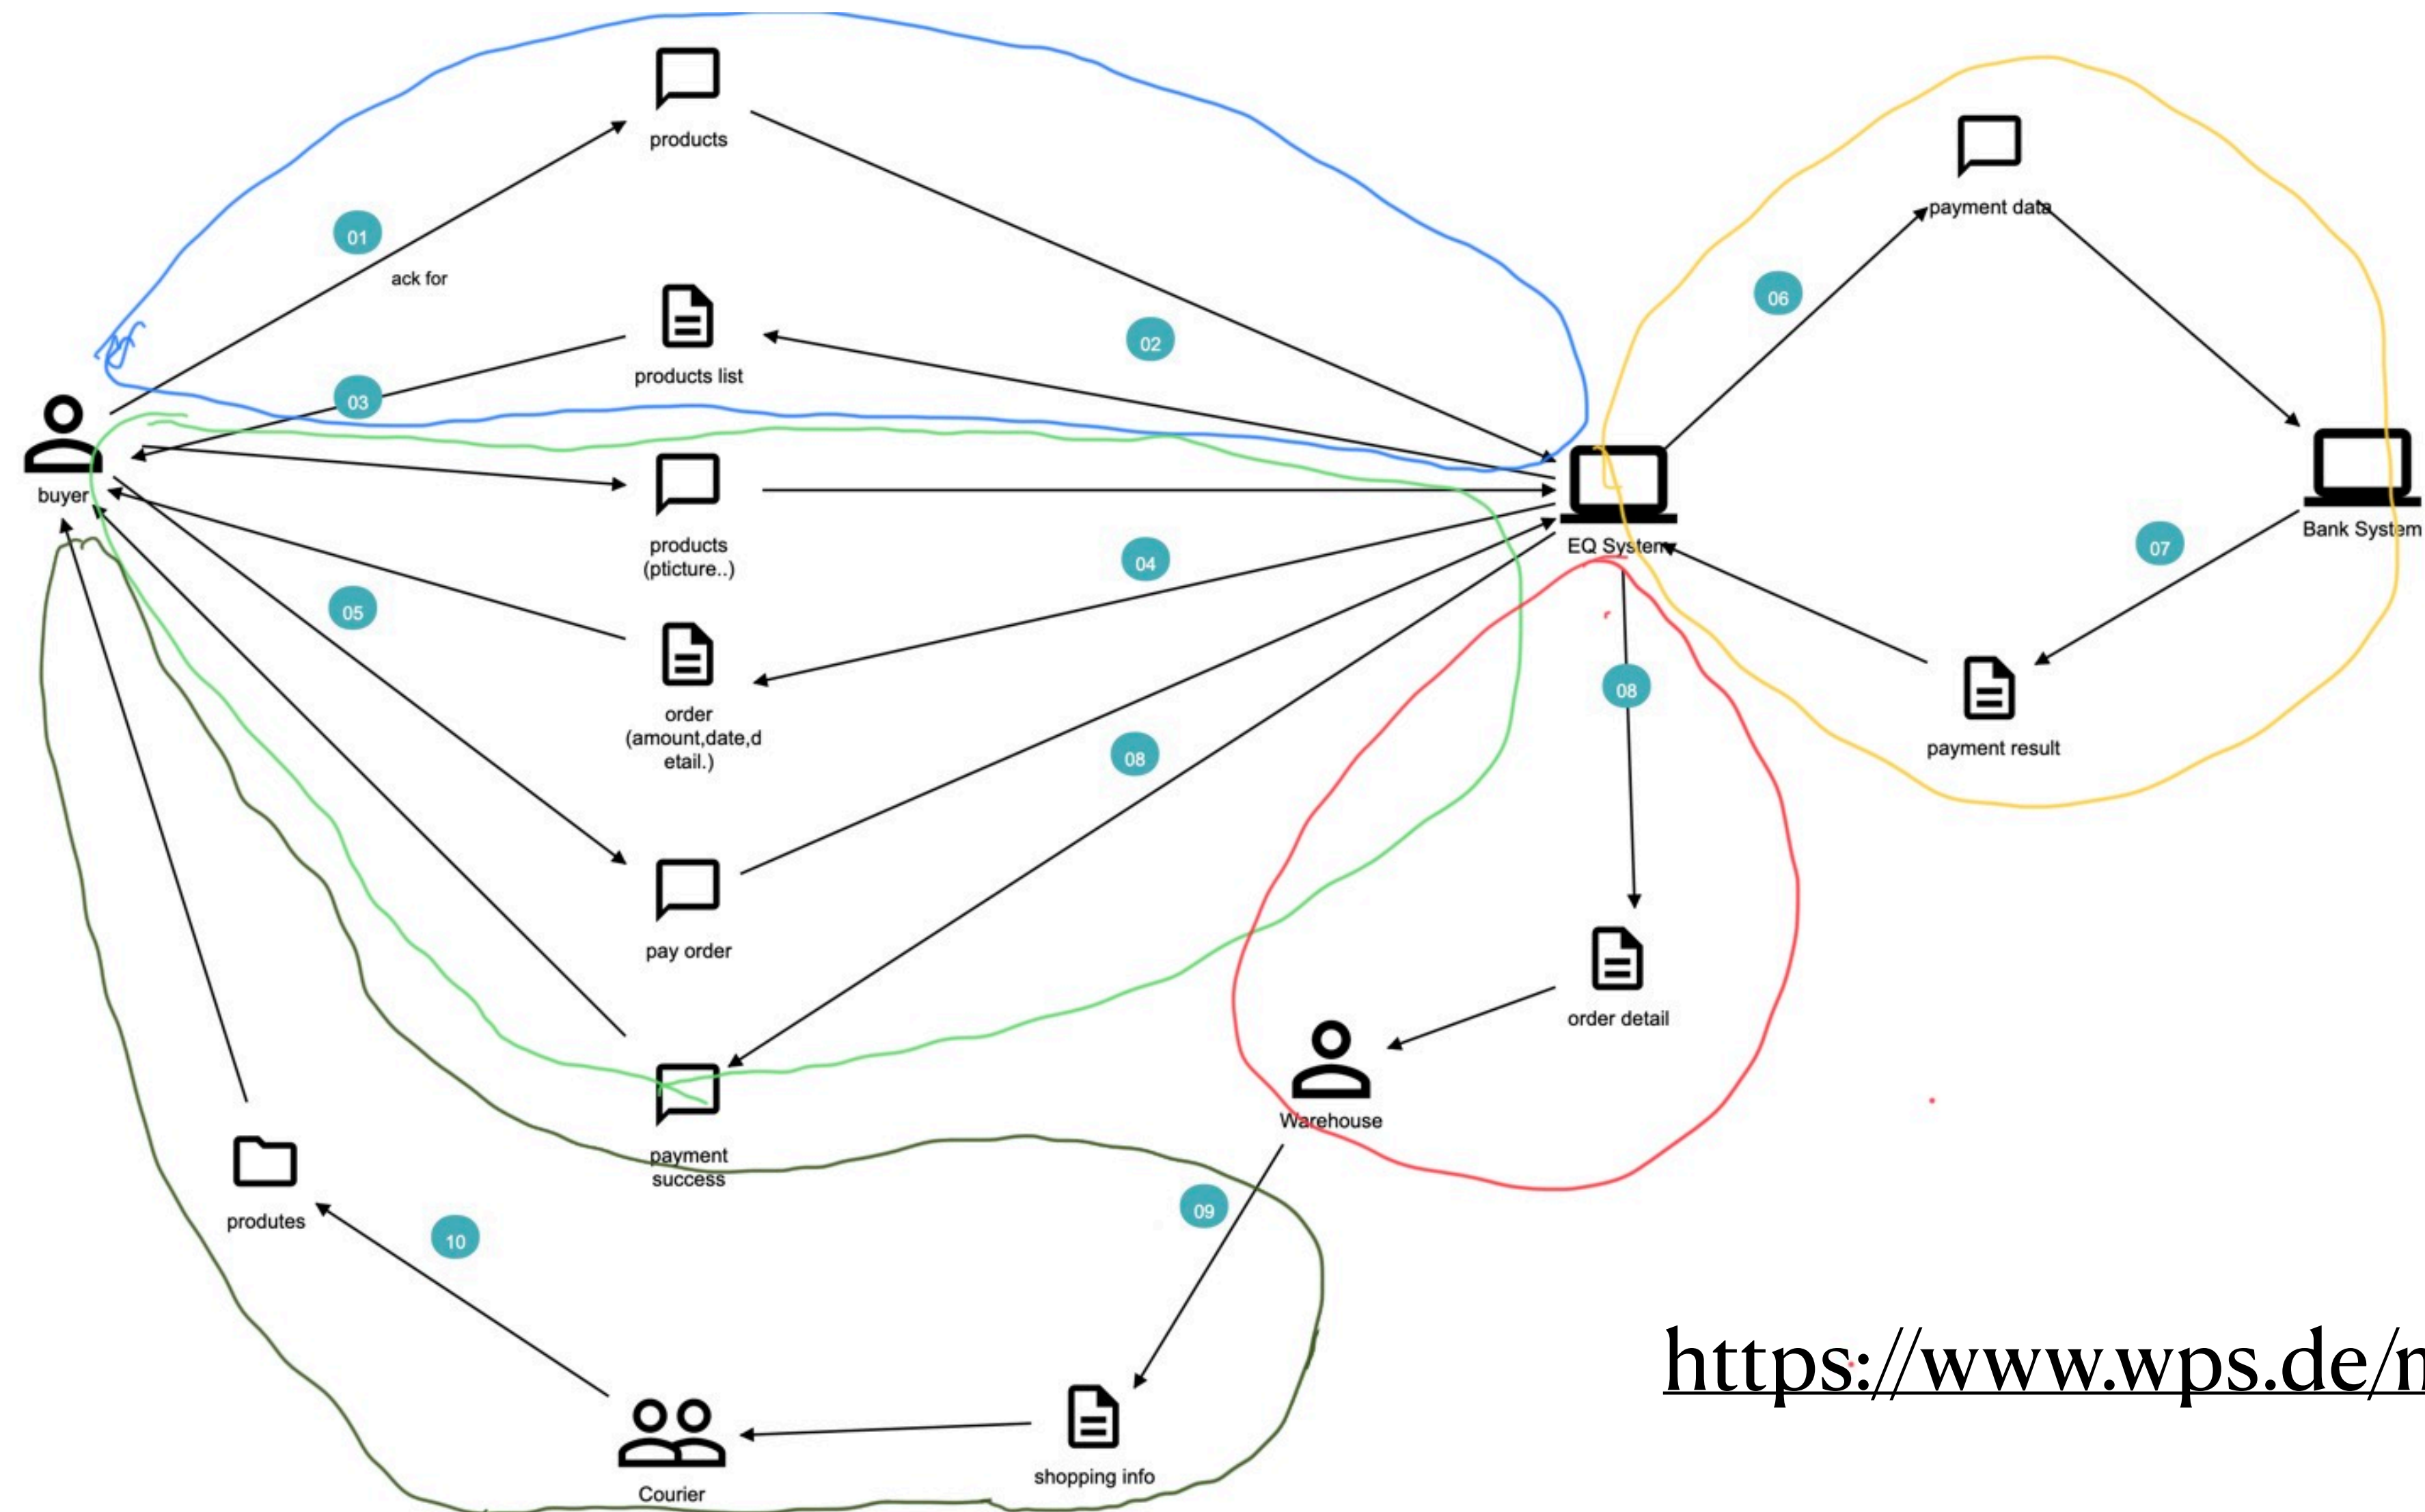 products
payment data
01
ack for
06
02
products list
03
buyer
products
(pticture..)
EQ System
Bank System
04
07
05
08
order
(amount,date,d
etail.)
payment result
08
pay order
order detail
Warehouse
payment
success
09
produtes
10
https://www.wps.de/
shopping info
Courier